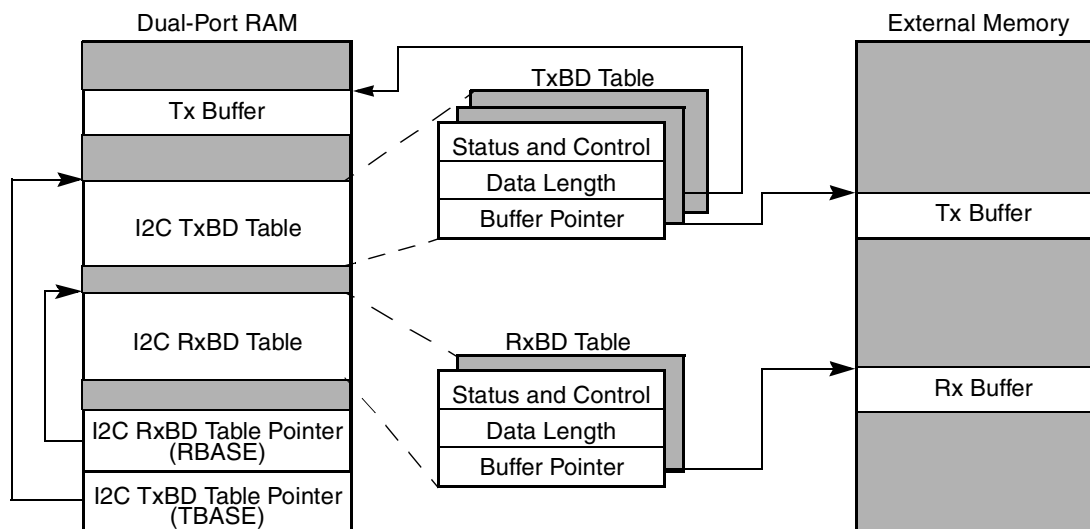 Dual-Port RAM
Tx Buffer
I2C TxBD Table
I2C RxBD Table
I2C RxBD Table Pointer
(RBASE)
I2C TxBD Table Pointer
(TBASE)
TxBD Table
Status and Control
Data Length
Buffer Pointer
RxBD Table
Status and Control
Data Length
Buffer Pointer
External Memory
Tx Buffer
Rx Buffer